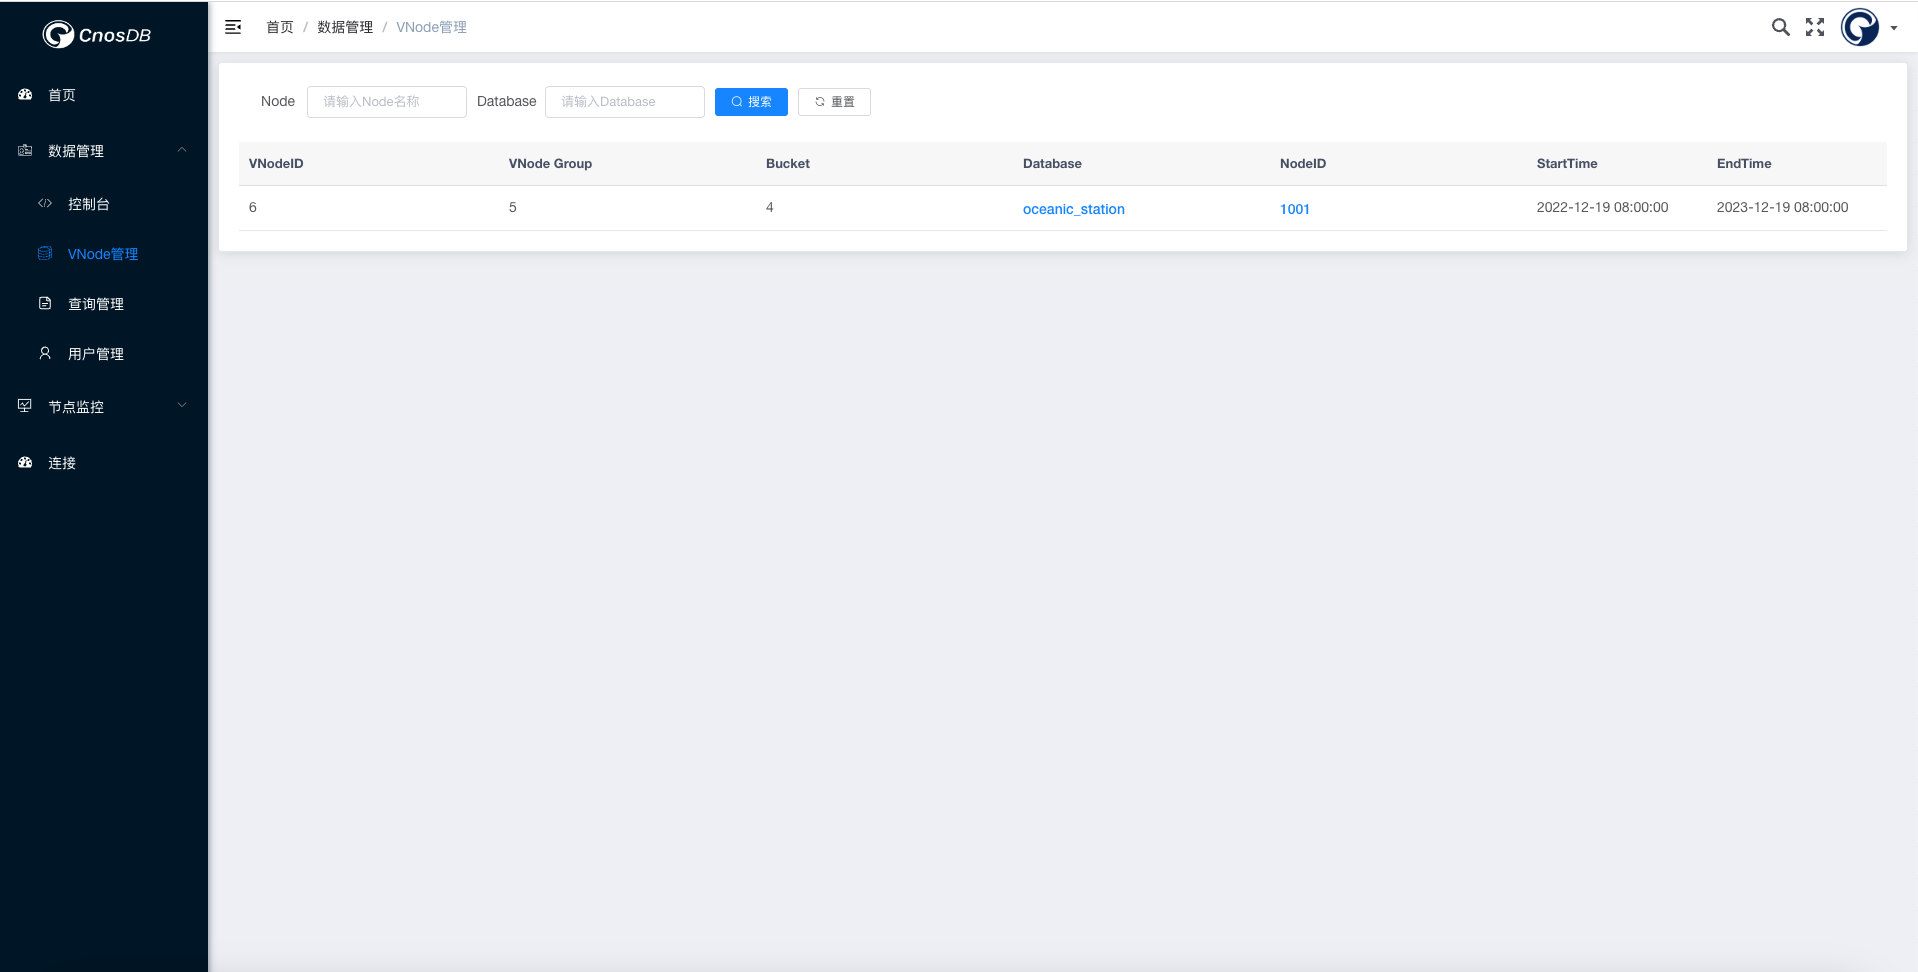 CnosDB
首页 / 数据管理 / VNode管理
首页
数据管理
控制台
VNode管理
查询管理
用户管理
节点监控
连接
Node 请输入Node名称 Database 请输入Database 搜索 重置
VNodeID VNode Group Bucket Database NodeID StartTime EndTime
6 5 4 oceanic_station 1001 2022-12-19 08:00:00 2023-12-19 08:00:00